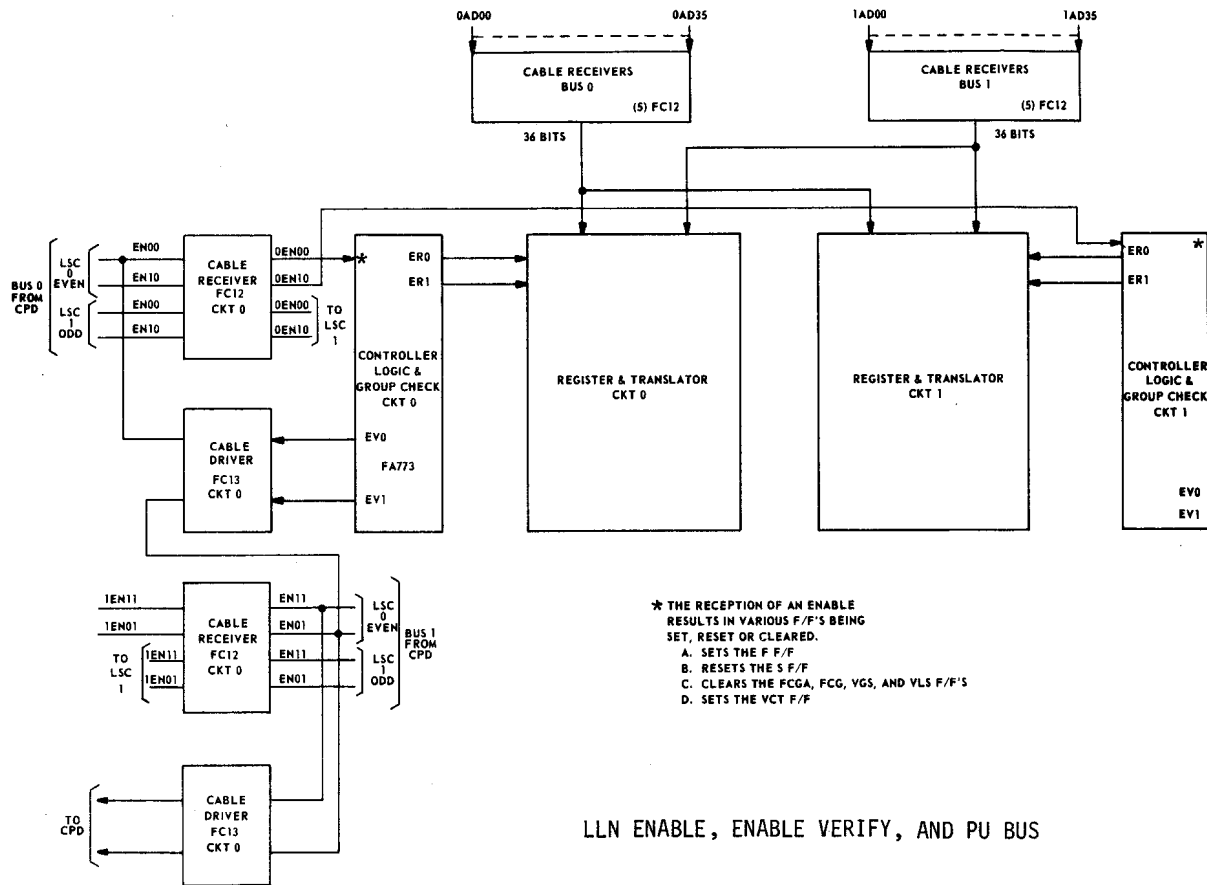 0AD00
0AD35
1AD00
1AD35
CABLE RECEIVERS
BUS 0
(5) FC12
CABLE RECEIVERS
BUS 1
(5) FC12
36 BITS
36 BITS
BUS 0
FROM
CPD
LSC
0
EVEN
LSC
1
ODD
EN00
EN10
EN00
EN10
CABLE
RECEIVER
FC12
CKT 0
0EN00
0EN10
0EN00
0EN10
TO
LSC
1
*
ER0
ER1
CONTROLLER
LOGIC &
GROUP CHECK
CKT 0
EV0
FA773
EV1
REGISTER & TRANSLATOR
CKT 0
REGISTER & TRANSLATOR
CKT 1
*
ER0
ER1
CONTROLLER
LOGIC &
GROUP CHECK
CKT 1
EV0
EV1
CABLE
DRIVER
FC13
CKT 0
1EN11
1EN01
TO
LSC
1
1EN11
1EN01
CABLE
RECEIVER
FC12
CKT 0
EN11
EN01
EN11
EN01
LSC
0
EVEN
LSC
1
ODD
BUS 1
FROM
CPD
* THE RECEPTION OF AN ENABLE
RESULTS IN VARIOUS F/F'S BEING
SET, RESET OR CLEARED.
A. SETS THE F F/F
B. RESETS THE S F/F
C. CLEARS THE FCGA, FCG, VGS, AND VLS F/F'S
D. SETS THE VCT F/F
TO
CPD
CABLE
DRIVER
FC13
CKT 0
LLN ENABLE, ENABLE VERIFY, AND PU BUS